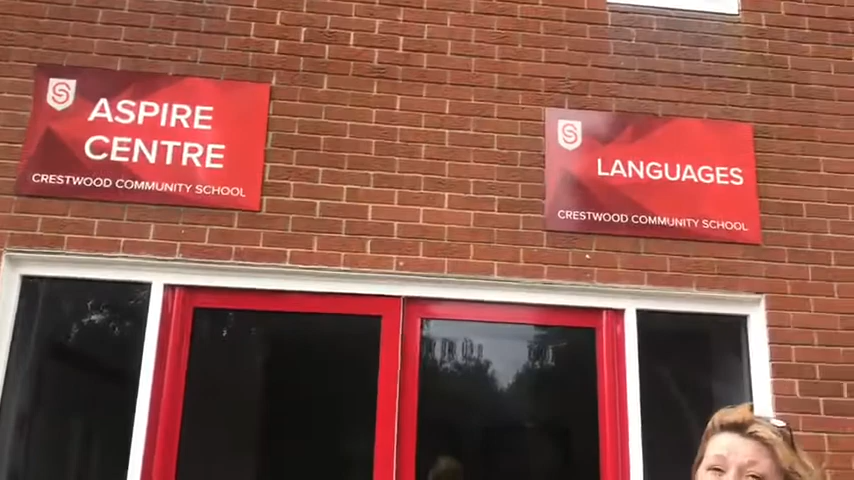 ASPIRE
CENTRE
CRESTWOOD COMMUNITY SCHOOL
LANGUAGES
CRESTWOOD COMMUNITY SCHOOL